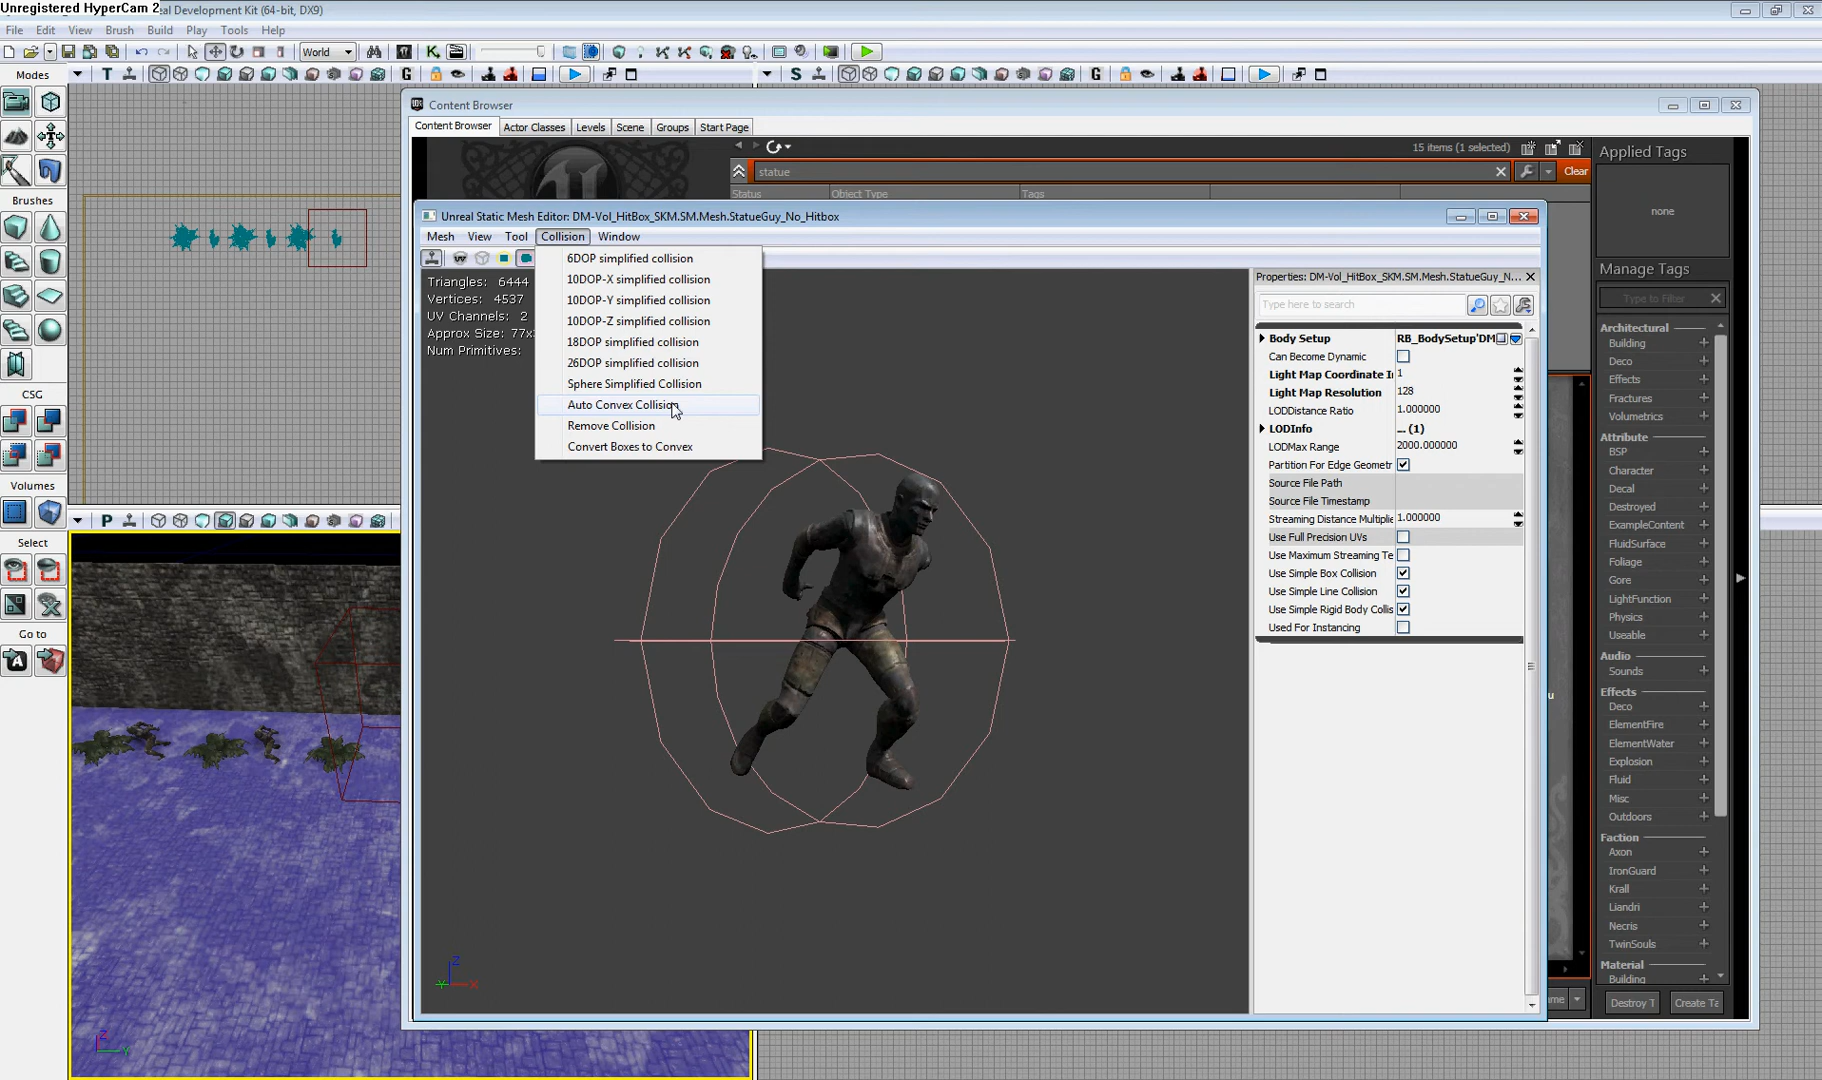 Unregistered HyperCam 2
al Development Kit (64-bit, DX9)
File Edit View Brush Build Play Tools Help
World
Modes
T
G
S
G
Content Browser
Content Browser Actor Classes Levels Scene Groups Start Page
15 items (1 selected)
statue
Clear
Status Object Type Tags
Applied Tags
none
Manage Tags
Type to Filter
Architectural
Building
Deco
Effects
Fractures
Volumetrics
Attribute
BSP
Character
Decal
Destroyed
ExampleContent
FluidSurface
Foliage
Gore
LightFunction
Physics
Useable
Audio
Sounds
Effects
Deco
ElementFire
ElementWater
Explosion
Fluid
Misc
Outdoors
Faction
Axon
IronGuard
Krall
Liandri
Necris
TwinSouls
Material
Building
Destroy T
Create Ta
Brushes
CSG
Volumes
Select
Go to
P
Unreal Static Mesh Editor: DM-Vol_HitBox_SKM.SM.Mesh.StatueGuy_No_Hitbox
Mesh View Tool Collision Window
Triangles: 6444
Vertices: 4537
UV Channels: 2
Approx Size: 77x
Num Primitives:
6DOP simplified collision
10DOP-X simplified collision
10DOP-Y simplified collision
10DOP-Z simplified collision
18DOP simplified collision
26DOP simplified collision
Sphere Simplified Collision
Auto Convex Collision
Remove Collision
Convert Boxes to Convex
Properties: DM-Vol_HitBox_SKM.SM.Mesh.StatueGuy_N...
Type here to search
Body Setup RB_BodySetup'DM
Can Become Dynamic
Light Map Coordinate I 1
Light Map Resolution 128
LODDistance Ratio 1.000000
LODInfo ... (1)
LODMax Range 2000.000000
Partition For Edge Geometr
Source File Path
Source File Timestamp
Streaming Distance Multiplie 1.000000
Use Full Precision UVs
Use Maximum Streaming Te
Use Simple Box Collision
Use Simple Line Collision
Use Simple Rigid Body Collis
Used For Instancing
Z
Y
X